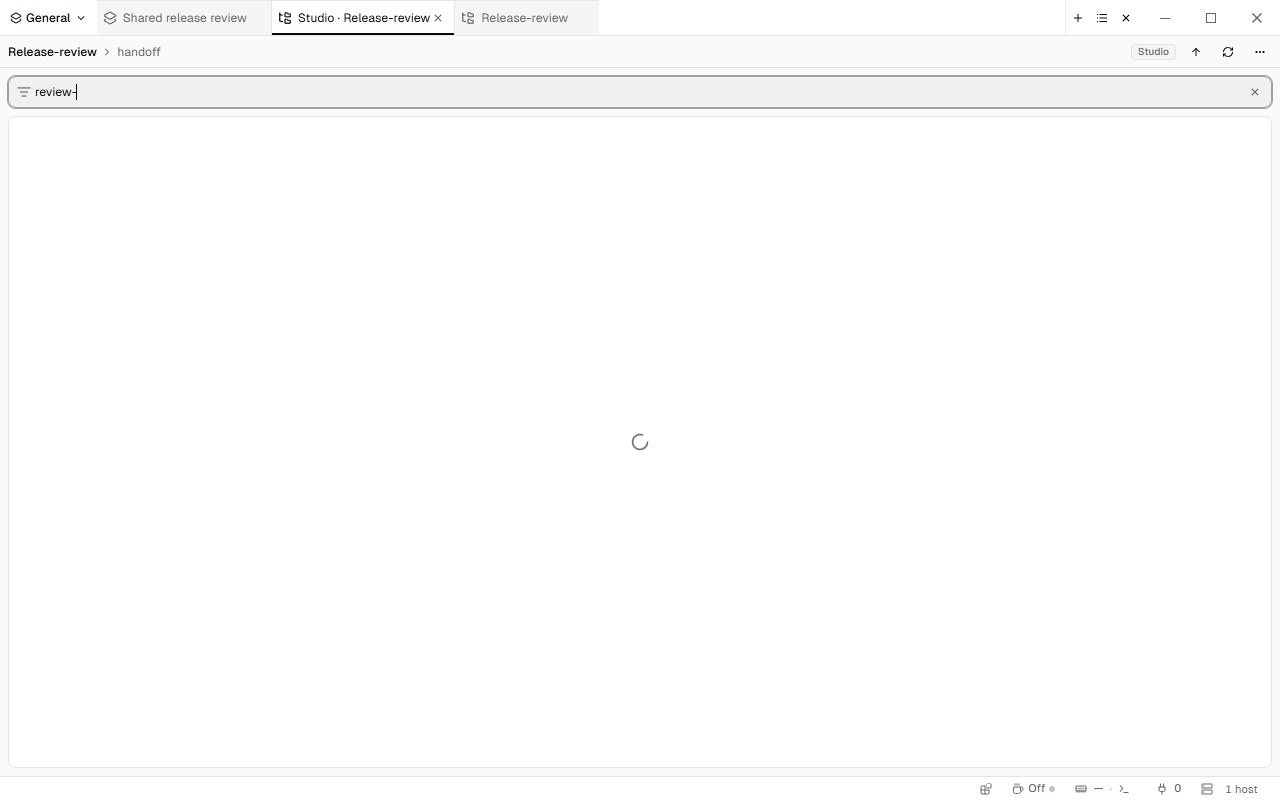 General
Shared release review
Studio · Release-review
Release-review
Release-review > handoff
Studio
review-
Off
0
1 host